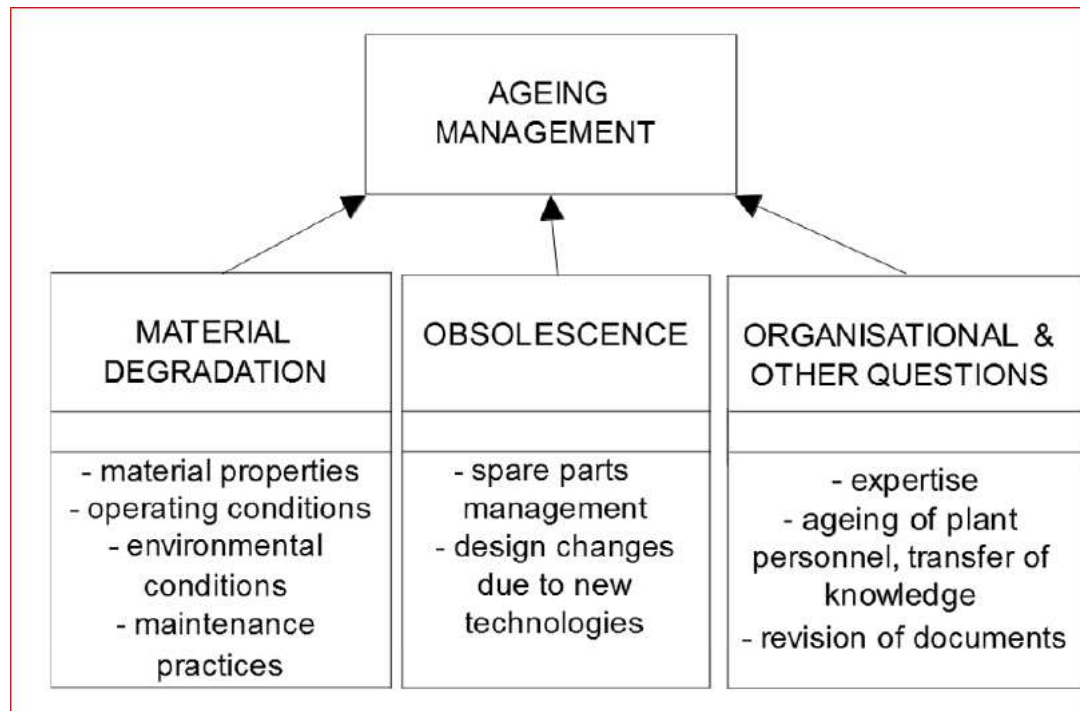 AGEING
MANAGEMENT
MATERIAL
DEGRADATION
- material properties
- operating conditions
- environmental
conditions
- maintenance
practices
OBSOLESCENCE
- spare parts
management
- design changes
due to new
technologies
ORGANISATIONAL &
OTHER QUESTIONS
- expertise
- ageing of plant
personnel, transfer of
knowledge
- revision of documents